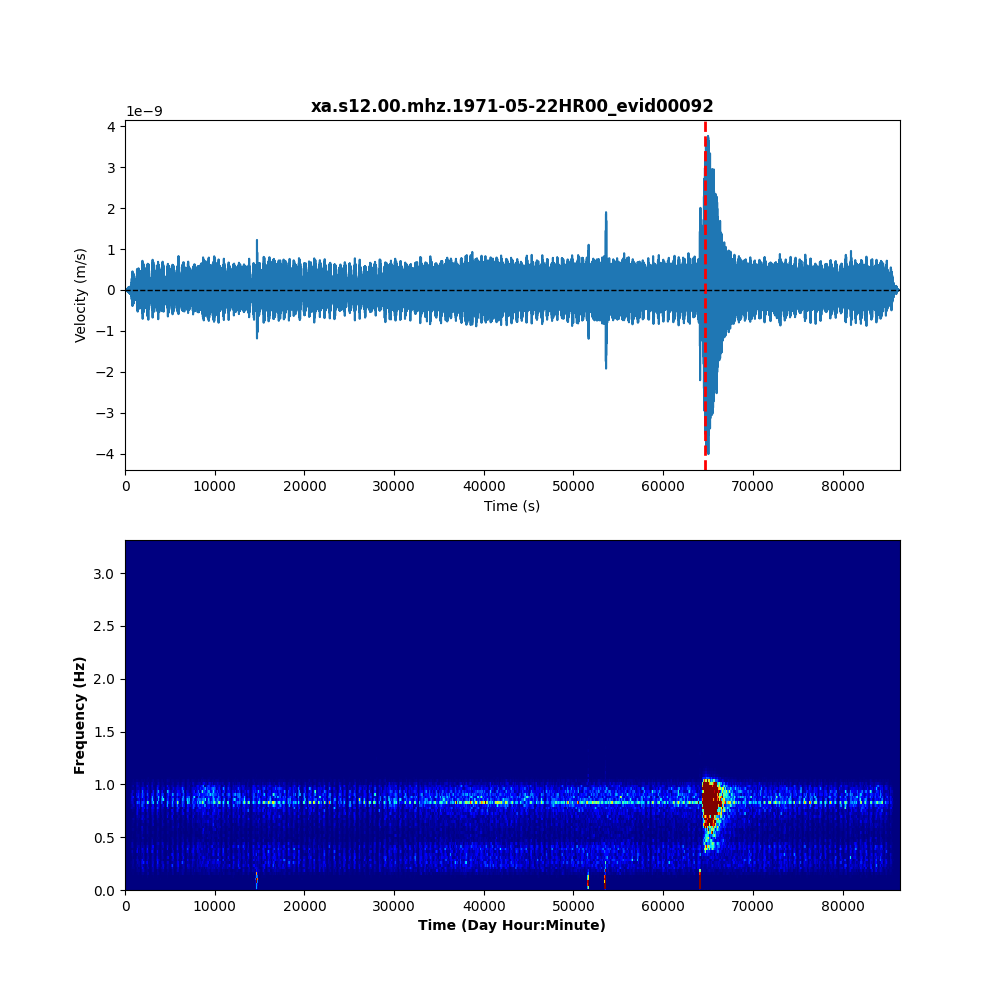 xa.s12.00.mhz.1971-05-22HR00_evid00092
1e−9
4
3
2
1
0
−1
−2
−3
−4
Velocity (m/s)
0 10000 20000 30000 40000 50000 60000 70000 80000
Time (s)
3.0
2.5
2.0
1.5
1.0
0.5
0.0
Frequency (Hz)
0 10000 20000 30000 40000 50000 60000 70000 80000
Time (Day Hour:Minute)